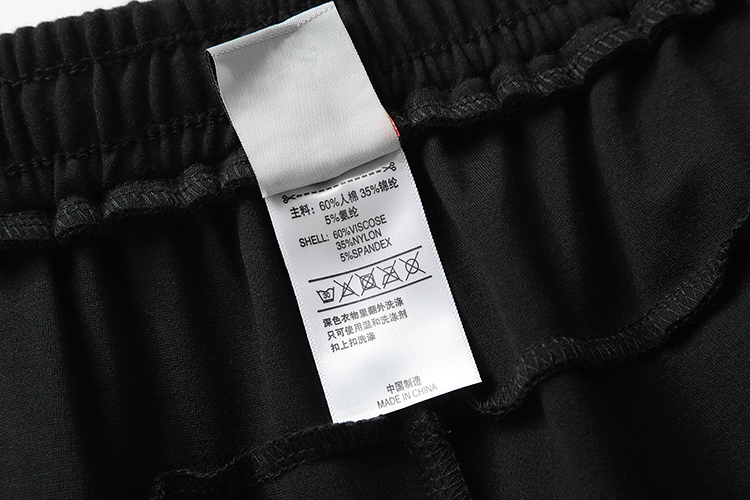 主料：60%人棉 35%锦纶
5%氨纶
SHELL: 60%VISCOSE
35%NYLON
5%SPANDEX
30
深色衣物里翻外洗涤
只可使用温和洗涤剂
扣上扣洗涤
中国制造
MADE IN CHINA